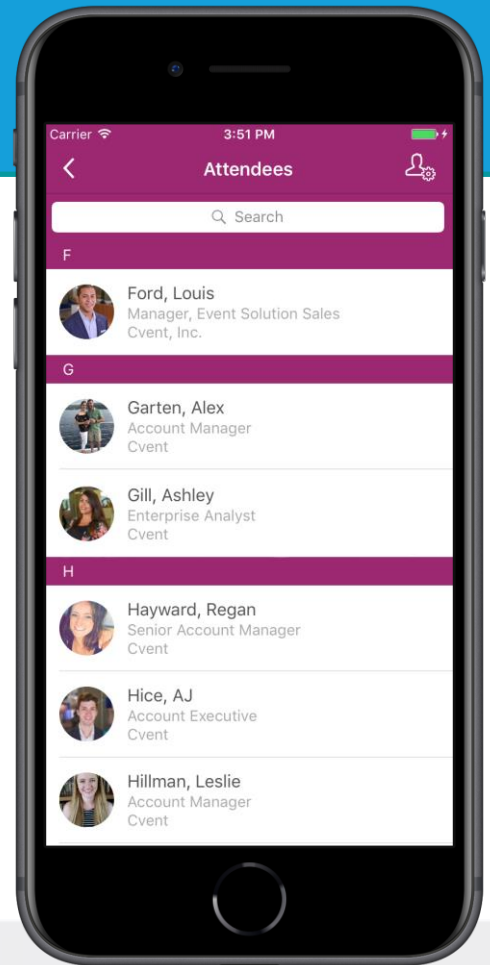 Carrier
3:51 PM
Attendees
Search
F
Ford, Louis
Manager, Event Solution Sales
Cvent, Inc.
G
Garten, Alex
Account Manager
Cvent
Gill, Ashley
Enterprise Analyst
Cvent
H
Hayward, Regan
Senior Account Manager
Cvent
Hice, AJ
Account Executive
Cvent
Hillman, Leslie
Account Manager
Cvent